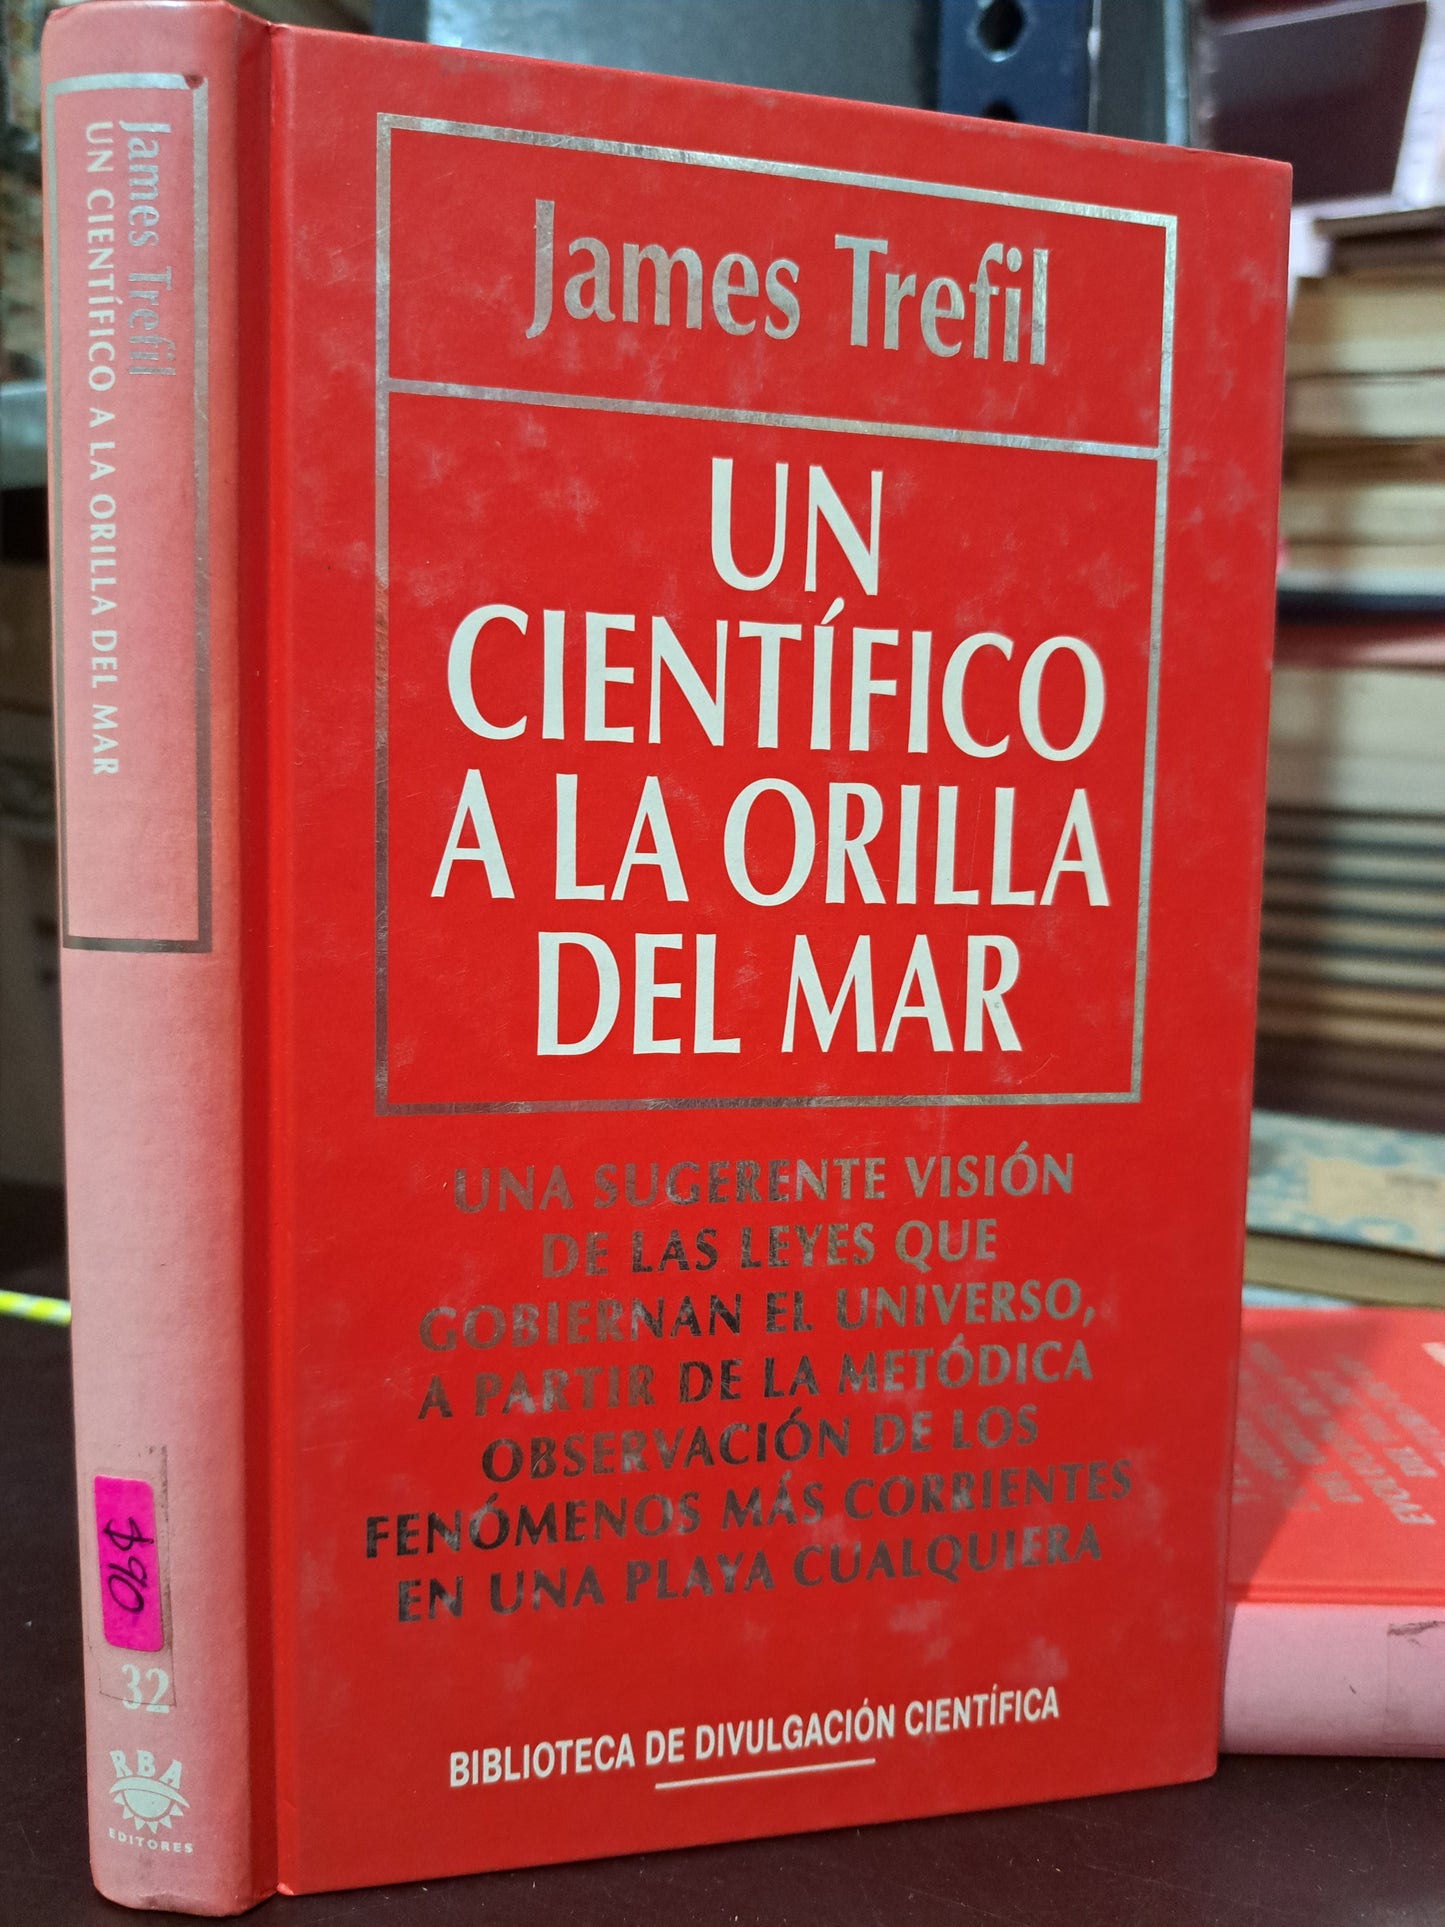 James Trefil
UN CIENTÍFICO A LA ORILLA DEL MAR
$90
32
RBA
EDITORES
James Trefil
UN
CIENTÍFICO
A LA ORILLA
DEL MAR
UNA SUGERENTE VISIÓN
DE LAS LEYES QUE
GOBIERNAN EL UNIVERSO,
A PARTIR DE LA METÓDICA
OBSERVACIÓN DE LOS
FENÓMENOS MÁS CORRIENTES
EN UNA PLAYA CUALQUIERA
BIBLIOTECA DE DIVULGACIÓN CIENTÍFICA